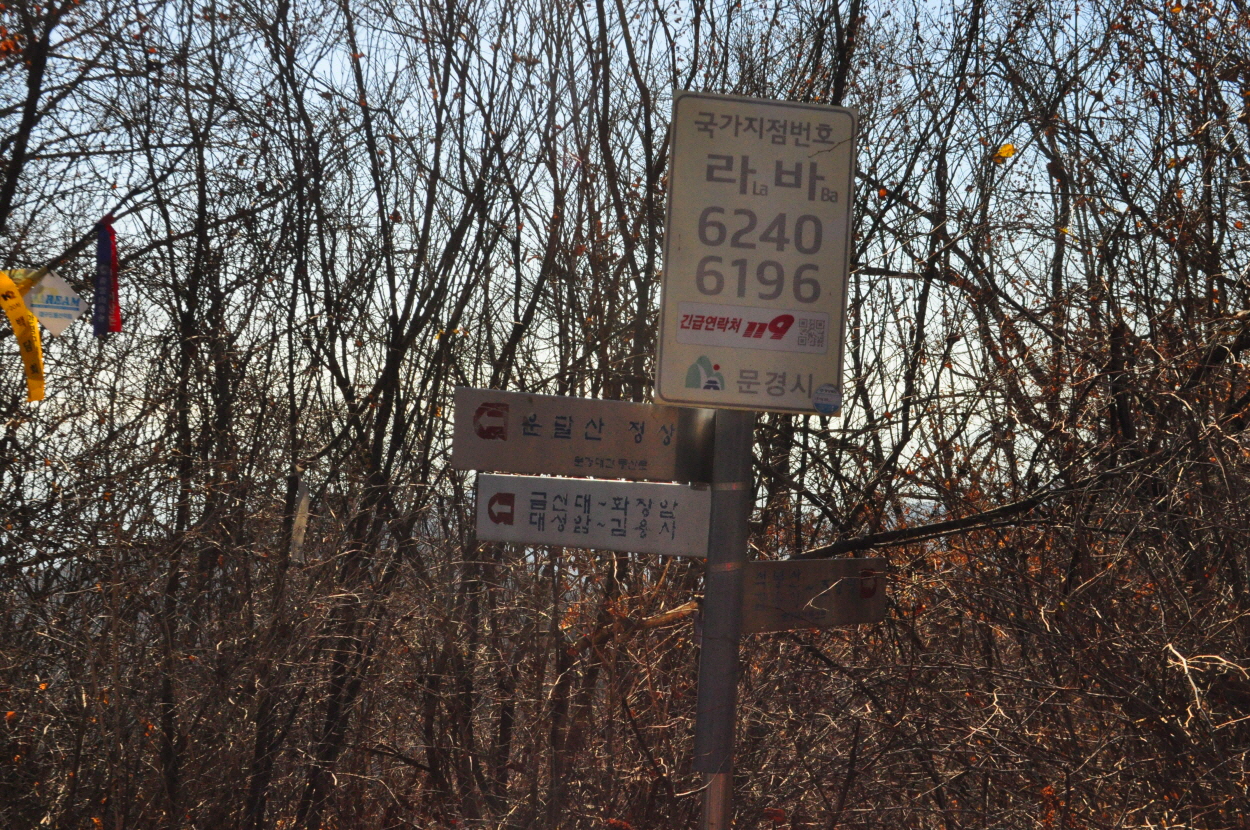 국가지점번호
라La바Ba
6240
6196
긴급연락처 119
문경시
운달산 정상
금선대~화장암
대성암~김용사
REAM